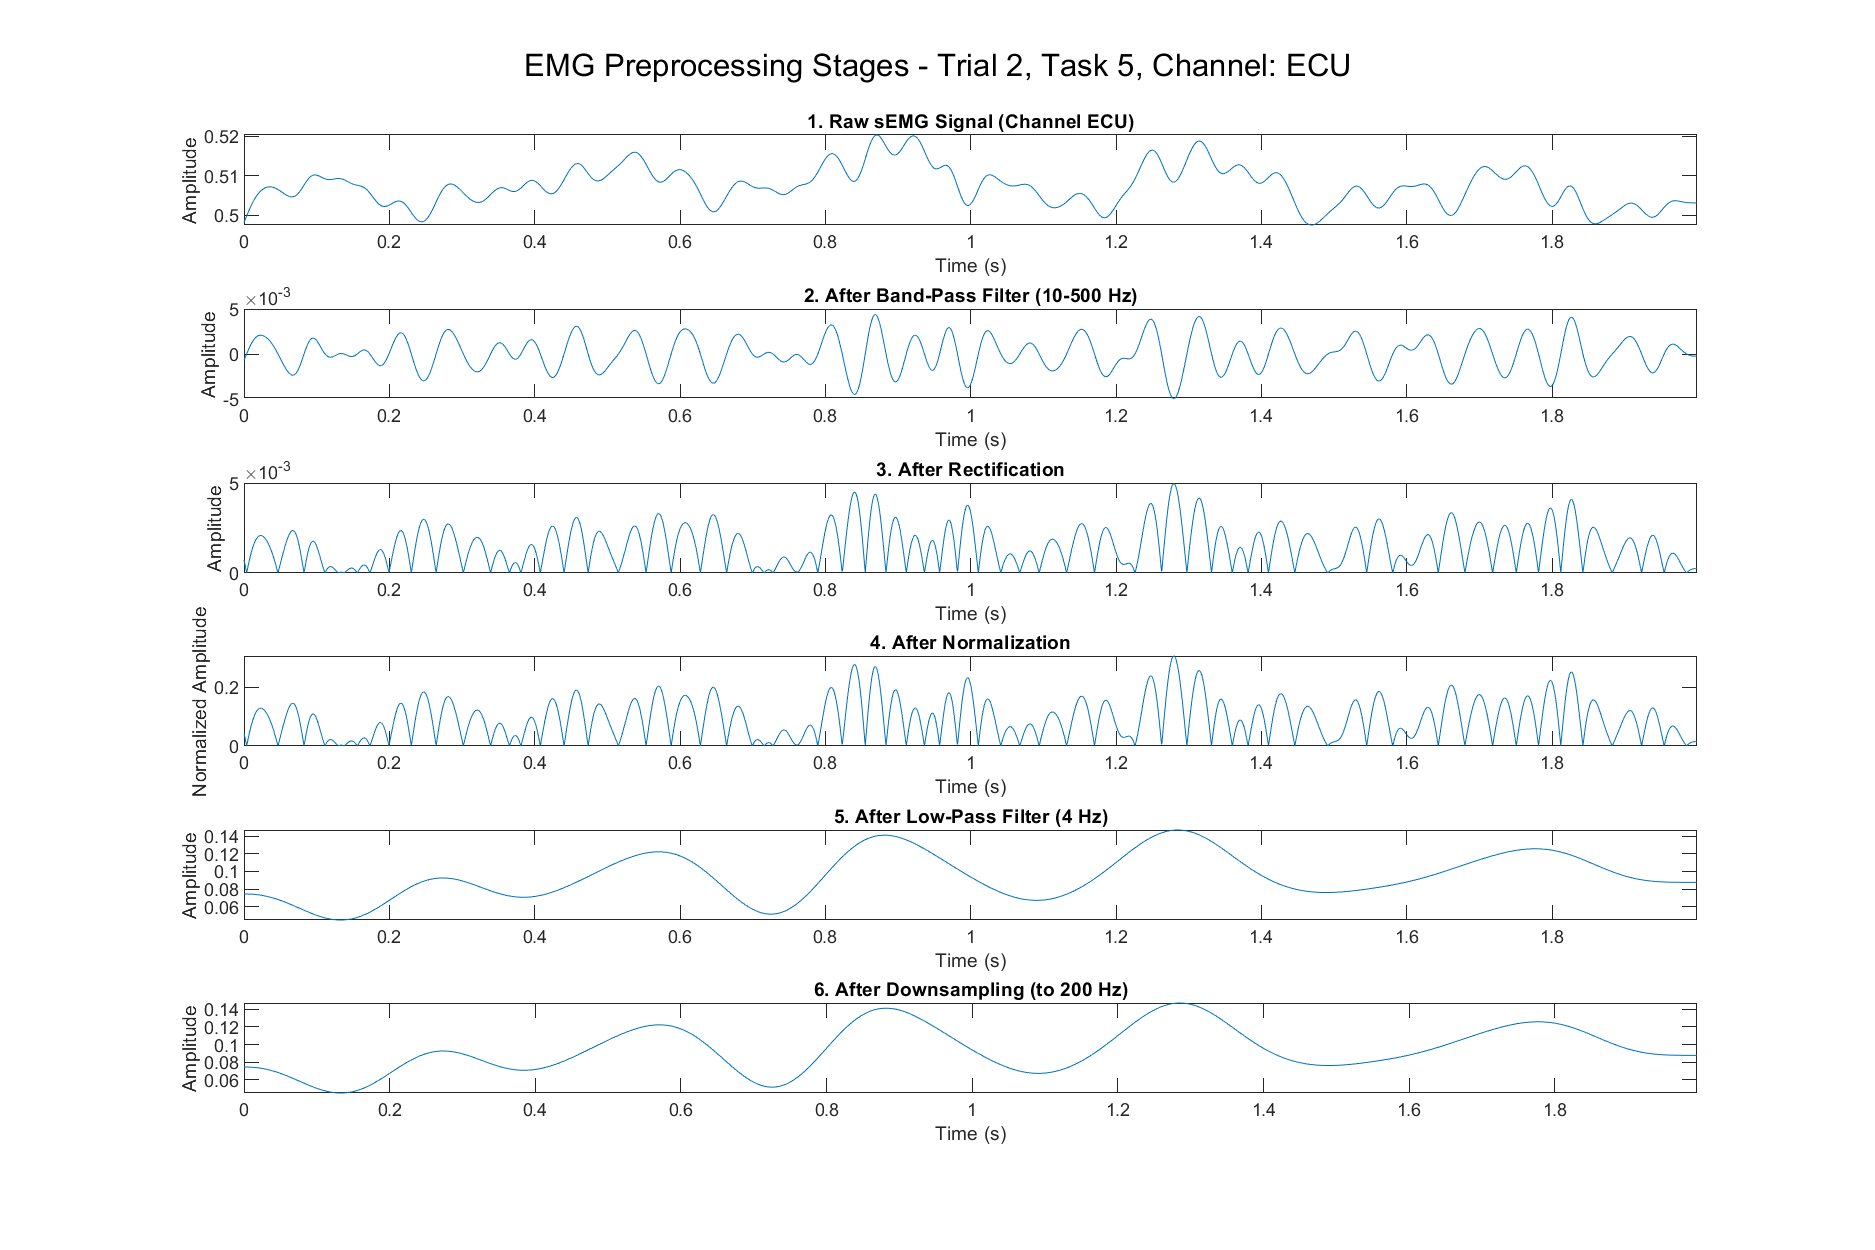 EMG Preprocessing Stages - Trial 2, Task 5, Channel: ECU
1. Raw sEMG Signal (Channel ECU)
Amplitude
0.52
0.51
0.5
0 0.2 0.4 0.6 0.8 1 1.2 1.4 1.6 1.8
Time (s)
2. After Band-Pass Filter (10-500 Hz)
×10-3
Amplitude
5
0
-5
0 0.2 0.4 0.6 0.8 1 1.2 1.4 1.6 1.8
Time (s)
3. After Rectification
×10-3
Amplitude
5
0
0 0.2 0.4 0.6 0.8 1 1.2 1.4 1.6 1.8
Time (s)
4. After Normalization
Normalized Amplitude
0.2
0
0 0.2 0.4 0.6 0.8 1 1.2 1.4 1.6 1.8
Time (s)
5. After Low-Pass Filter (4 Hz)
Amplitude
0.14
0.12
0.1
0.08
0.06
0 0.2 0.4 0.6 0.8 1 1.2 1.4 1.6 1.8
Time (s)
6. After Downsampling (to 200 Hz)
Amplitude
0.14
0.12
0.1
0.08
0.06
0 0.2 0.4 0.6 0.8 1 1.2 1.4 1.6 1.8
Time (s)